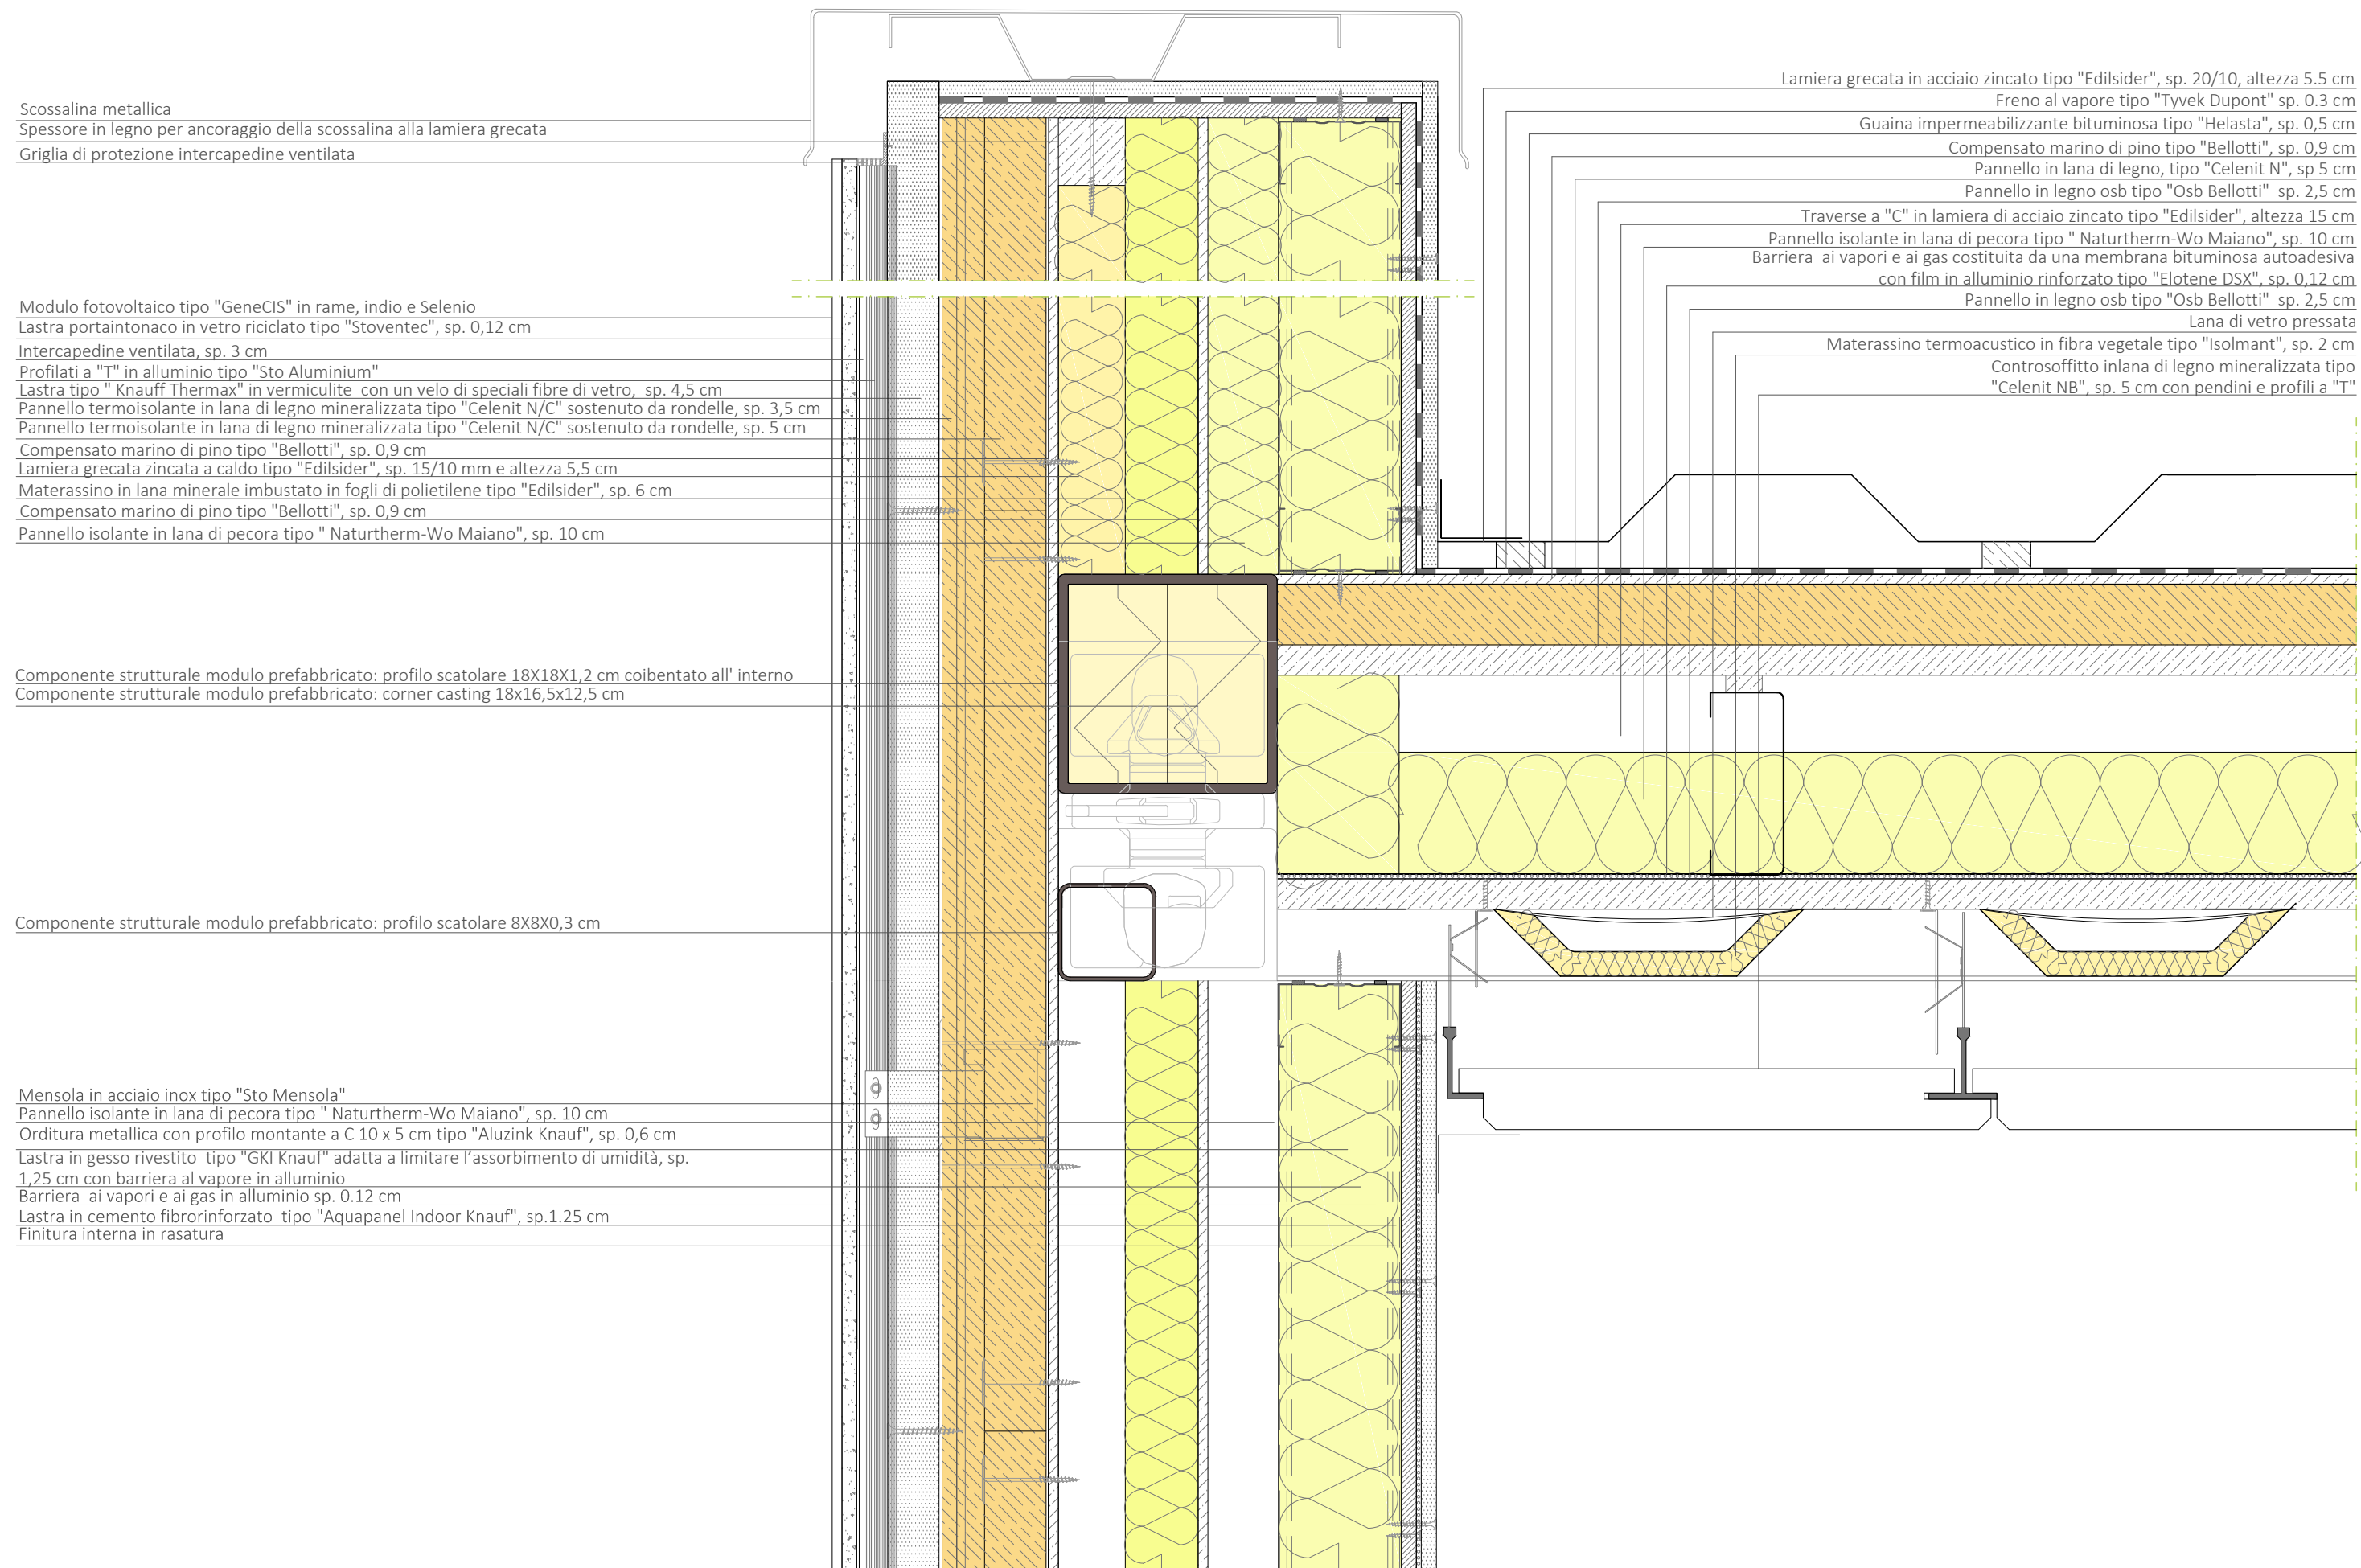 Scossalina metallica
Spessore in legno per ancoraggio della scossalina alla lamiera grecata
Griglia di protezione intercapedine ventilata
Modulo fotovoltaico tipo "GeneCIS" in rame, indio e Selenio
Lastra portaintonaco in vetro riciclato tipo "Stoventec", sp. 0,12 cm
Intercapedine ventilata, sp. 3 cm
Profilati a "T" in alluminio tipo "Sto Aluminium"
Lastra tipo " Knauff Thermax" in vermiculite con un velo di speciali fibre di vetro, sp. 4,5 cm
Pannello termoisolante in lana di legno mineralizzata tipo "Celenit N/C" sostenuto da rondelle, sp. 3,5 cm
Pannello termoisolante in lana di legno mineralizzata tipo "Celenit N/C" sostenuto da rondelle, sp. 5 cm
Compensato marino di pino tipo "Bellotti", sp. 0,9 cm
Lamiera grecata zincata a caldo tipo "Edilsider", sp. 15/10 mm e altezza 5,5 cm
Materassino in lana minerale imbustato in fogli di polietilene tipo "Edilsider", sp. 6 cm
Compensato marino di pino tipo "Bellotti", sp. 0,9 cm
Pannello isolante in lana di pecora tipo " Naturtherm-Wo Maiano", sp. 10 cm
Componente strutturale modulo prefabbricato: profilo scatolare 18X18X1,2 cm coibentato all' interno
Componente strutturale modulo prefabbricato: corner casting 18x16,5x12,5 cm
Componente strutturale modulo prefabbricato: profilo scatolare 8X8X0,3 cm
Mensola in acciaio inox tipo "Sto Mensola"
Pannello isolante in lana di pecora tipo " Naturtherm-Wo Maiano", sp. 10 cm
Orditura metallica con profilo montante a C 10 x 5 cm tipo "Aluzink Knauf", sp. 0,6 cm
Lastra in gesso rivestito tipo "GKI Knauf" adatta a limitare l’assorbimento di umidità, sp.
1,25 cm con barriera al vapore in alluminio
Barriera ai vapori e ai gas in alluminio sp. 0.12 cm
Lastra in cemento fibrorinforzato tipo "Aquapanel Indoor Knauf", sp.1.25 cm
Finitura interna in rasatura
Lamiera grecata in acciaio zincato tipo "Edilsider", sp. 20/10, altezza 5.5 cm
Freno al vapore tipo "Tyvek Dupont" sp. 0.3 cm
Guaina impermeabilizzante bituminosa tipo "Helasta", sp. 0,5 cm
Compensato marino di pino tipo "Bellotti", sp. 0,9 cm
Pannello in lana di legno, tipo "Celenit N", sp 5 cm
Pannello in legno osb tipo "Osb Bellotti" sp. 2,5 cm
Traverse a "C" in lamiera di acciaio zincato tipo "Edilsider", altezza 15 cm
Pannello isolante in lana di pecora tipo " Naturtherm-Wo Maiano", sp. 10 cm
Barriera ai vapori e ai gas costituita da una membrana bituminosa autoadesiva
con film in alluminio rinforzato tipo "Elotene DSX", sp. 0,12 cm
Pannello in legno osb tipo "Osb Bellotti" sp. 2,5 cm
Lana di vetro pressata
Materassino termoacustico in fibra vegetale tipo "Isolmant", sp. 2 cm
Controsoffitto inlana di legno mineralizzata tipo
"Celenit NB", sp. 5 cm con pendini e profili a "T"